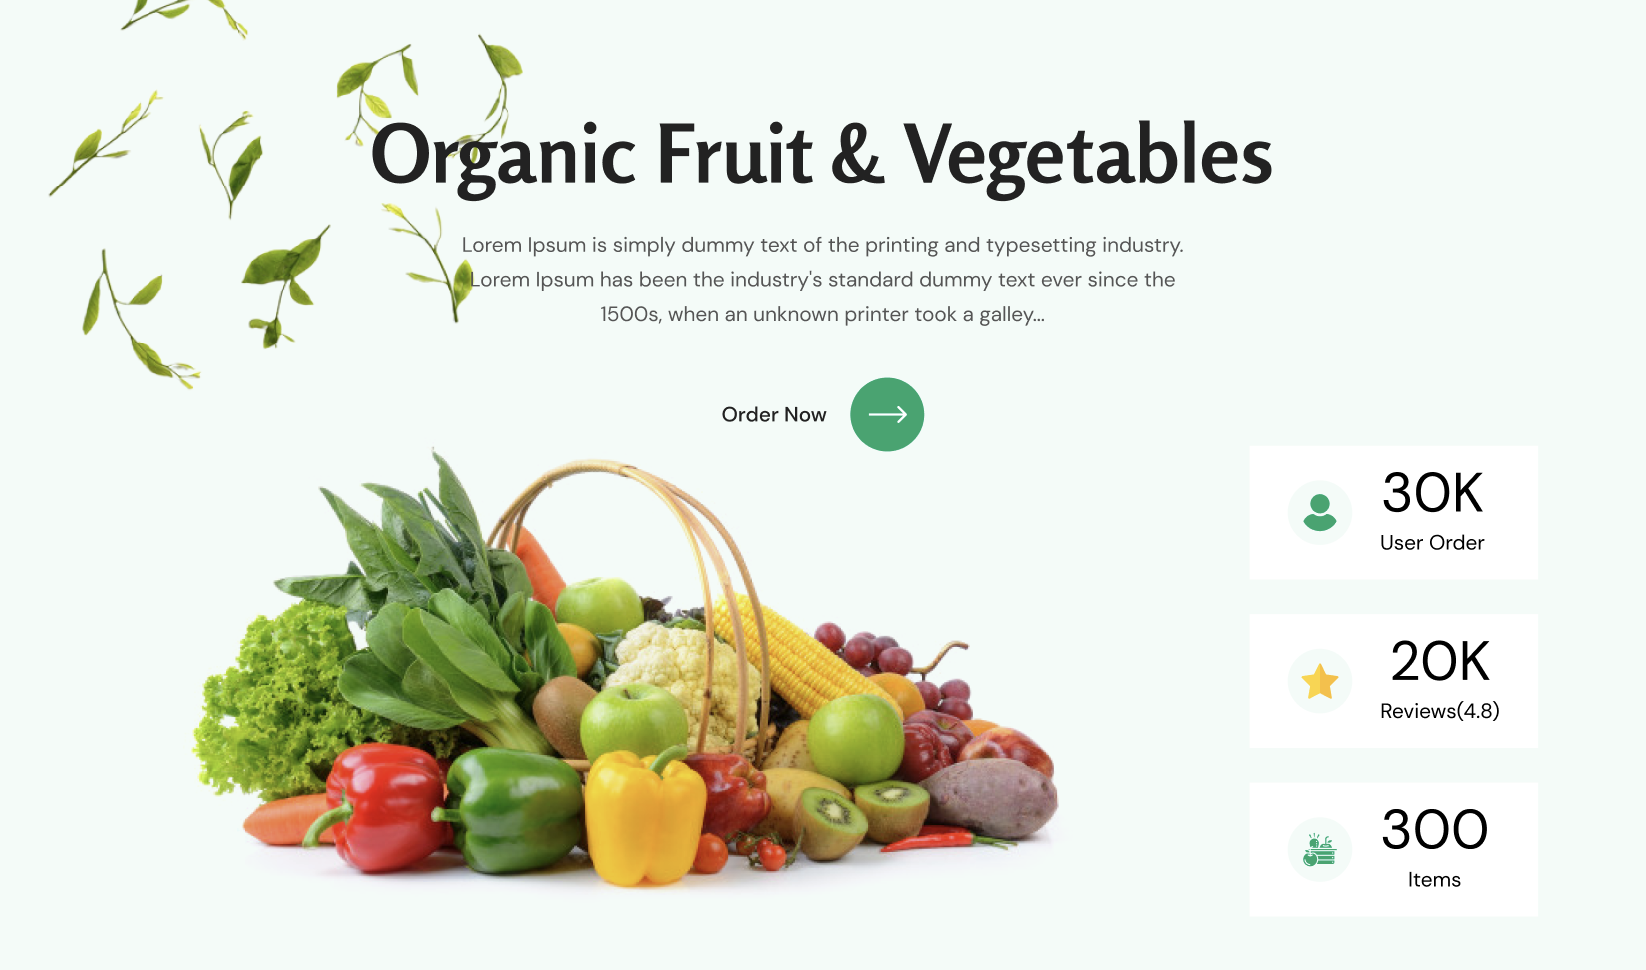 Organic Fruit & Vegetables
Lorem Ipsum is simply dummy text of the printing and typesetting industry.
Lorem Ipsum has been the industry's standard dummy text ever since the
1500s, when an unknown printer took a galley...
Order Now
30K
User Order
20K
Reviews(4.8)
300
Items